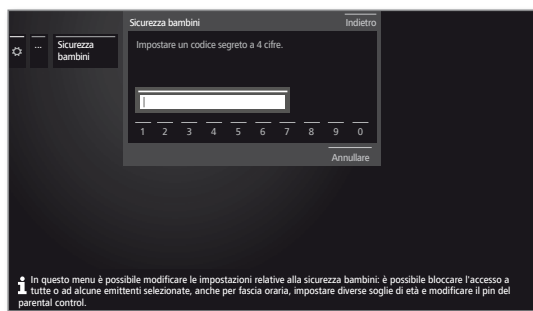 Sicurezza bambini Indietro
... Sicurezza
bambini
Impostare un codice segreto a 4 cifre.
1 2 3 4 5 6 7 8 9 0
Annullare
In questo menu è possibile modificare le impostazioni relative alla sicurezza bambini: è possibile bloccare l'accesso a
tutte o ad alcune emittenti selezionate, anche per fascia oraria, impostare diverse soglie di età e modificare il pin del
parental control.